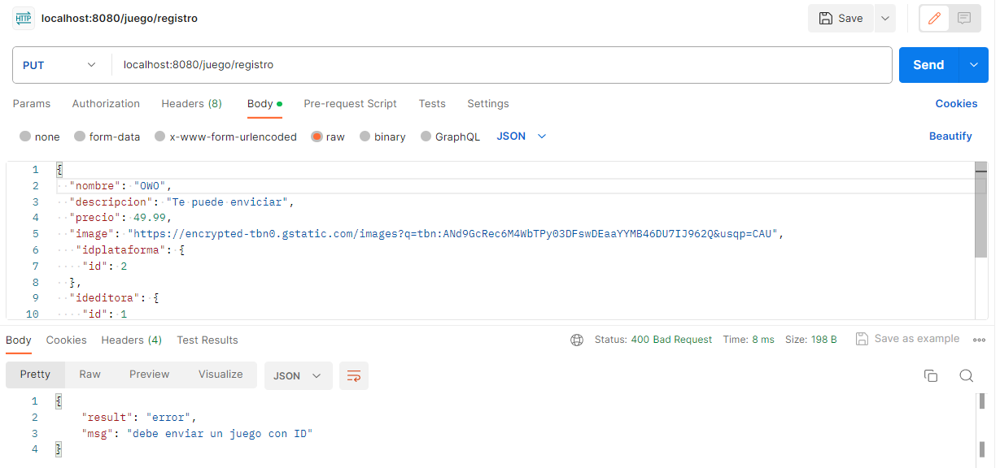 HTTP localhost:8080/juego/registro Save
PUT localhost:8080/juego/registro Send
Params Authorization Headers (8) Body Pre-request Script Tests Settings Cookies
none form-data x-www-form-urlencoded raw binary GraphQL JSON Beautify
1 {
2 "nombre": "OWO",
3 "descripcion": "Te puede enviciar",
4 "precio": 49.99,
5 "image": "https://encrypted-tbn0.gstatic.com/images?q=tbn:ANd9GcRec6M4WbTPy03DFswDEaaYYMB46DU7IJ962Q&usqp=CAU",
6 "idplataforma": {
7 "id": 2
8 },
9 "ideditora": {
10 "id": 1
Body Cookies Headers (4) Test Results Status: 400 Bad Request Time: 8 ms Size: 198 B Save as example
Pretty Raw Preview Visualize JSON
1 {
2 "result": "error",
3 "msg": "debe enviar un juego con ID"
4 }